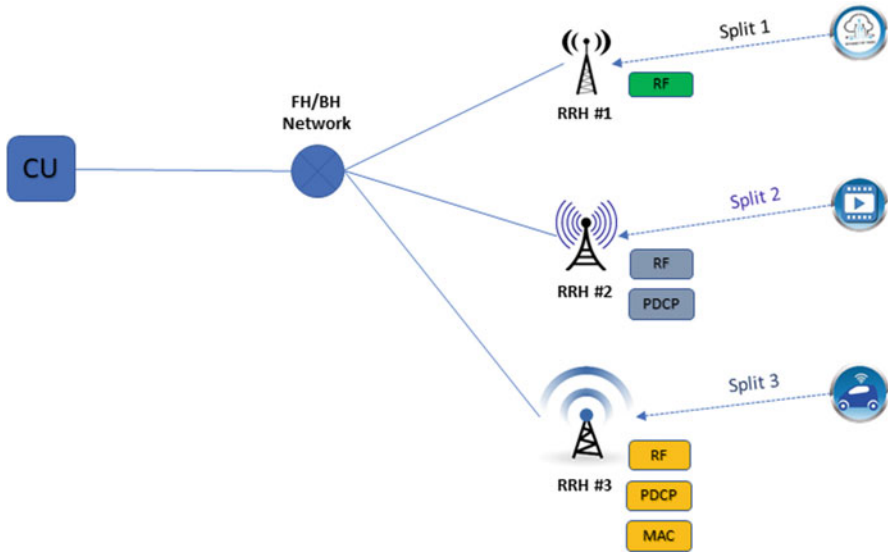 Split 1
RF
RRH #1
FH/BH
Network
CU
Split 2
RF
RRH #2
PDCP
Split 3
RF
RRH #3
PDCP
MAC